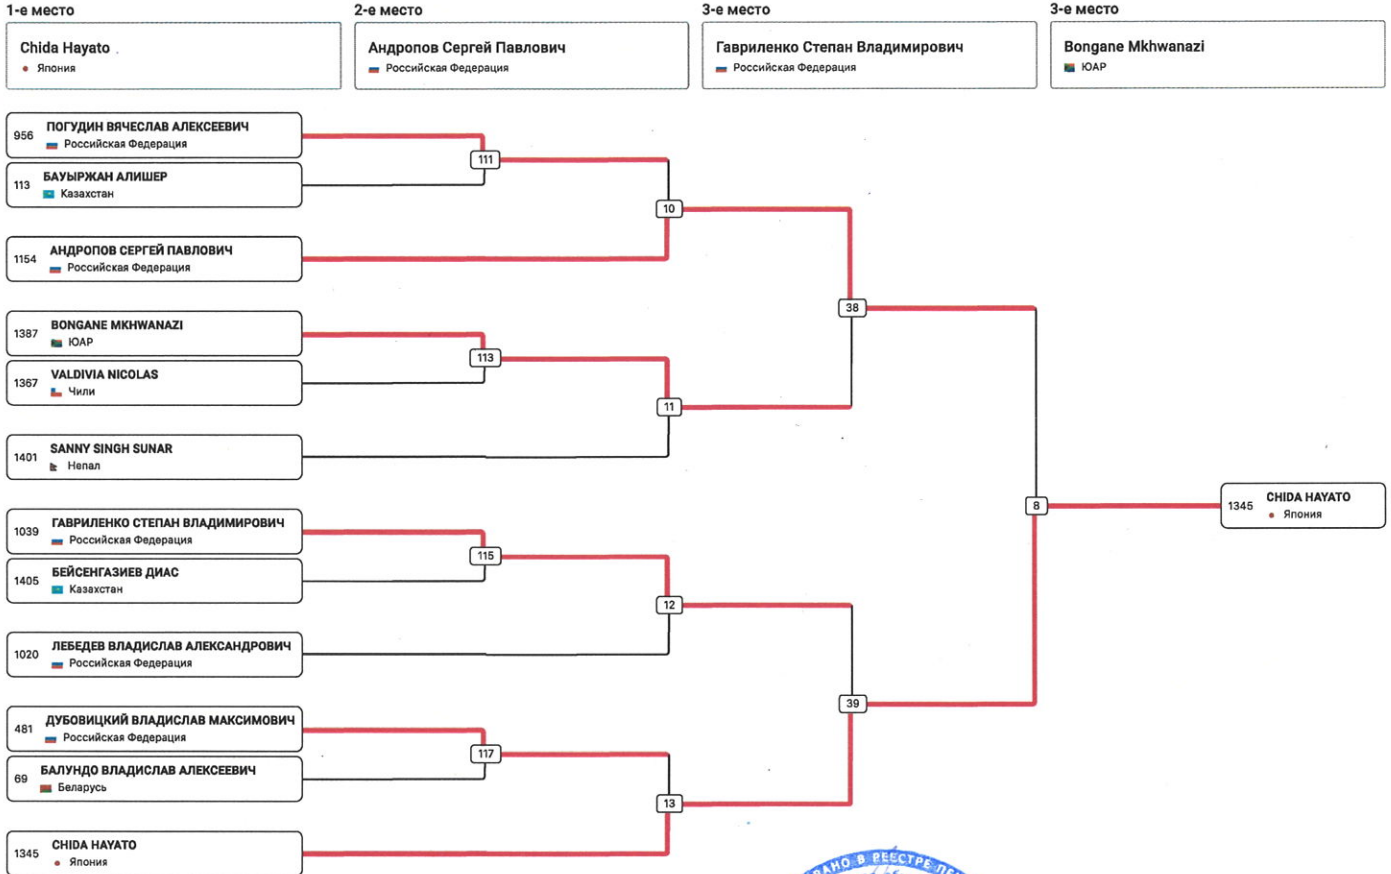 1-е место
2-е место
3-е место
3-е место
Chida Hayato
Япония
Андропов Сергей Павлович
Российская Федерация
Гавриленко Степан Владимирович
Российская Федерация
Bongane Mkhwanazi
ЮАР
956
ПОГУДИН ВЯЧЕСЛАВ АЛЕКСЕЕВИЧ
Российская Федерация
111
113
БАУЫРЖАН АЛИШЕР
Казахстан
10
1154
АНДРОПОВ СЕРГЕЙ ПАВЛОВИЧ
Российская Федерация
38
1387
BONGANE MKHWANAZI
ЮАР
113
1367
VALDIVIA NICOLAS
Чили
11
1401
SANNY SINGH SUNAR
Непал
8
1345
CHIDA HAYATO
Япония
1039
ГАВРИЛЕНКО СТЕПАН ВЛАДИМИРОВИЧ
Российская Федерация
115
1405
БЕЙСЕНГАЗИЕВ ДИАС
Казахстан
12
1020
ЛЕБЕДЕВ ВЛАДИСЛАВ АЛЕКСАНДРОВИЧ
Российская Федерация
39
481
ДУБОВИЦКИЙ ВЛАДИСЛАВ МАКСИМОВИЧ
Российская Федерация
117
69
БАЛУНДО ВЛАДИСЛАВ АЛЕКСЕЕВИЧ
Беларусь
13
1345
CHIDA HAYATO
Япония
В РЕЕСТРЕ